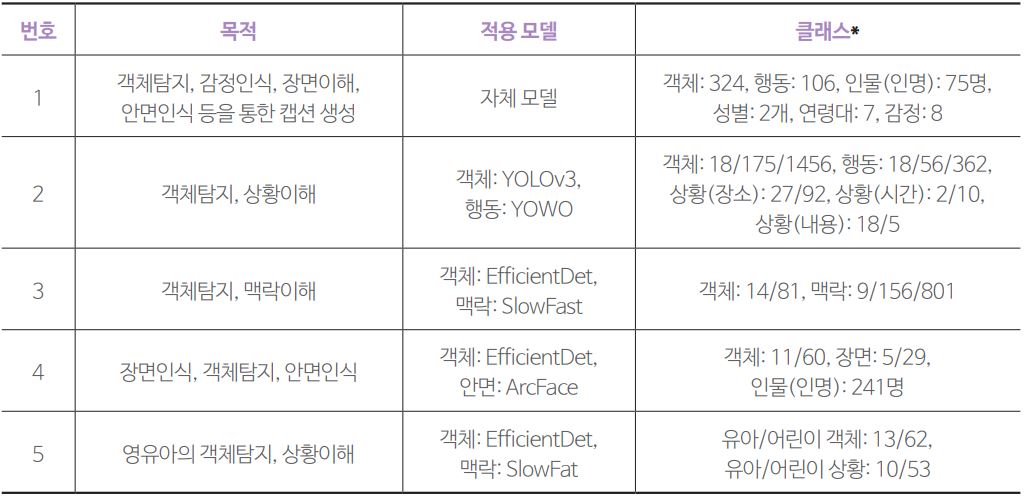 번호 목적 적용 모델 클래스*
1 객체탐지, 감정인식, 장면이해, 안면인식 등을 통한 캡션 생성 자체 모델 객체: 324, 행동: 106, 인물(인명): 75명, 성별: 2개, 연령대: 7, 감정: 8
2 객체탐지, 상황이해 객체: YOLOv3, 행동: YOWO 객체: 18/175/1456, 행동: 18/56/362, 상황(장소): 27/92, 상황(시간): 2/10, 상황(내용): 18/5
3 객체탐지, 맥락이해 객체: EfficientDet, 맥락: SlowFast 객체: 14/81, 맥락: 9/156/801
4 장면인식, 객체탐지, 안면인식 객체: EfficientDet, 안면: ArcFace 객체: 11/60, 장면: 5/29, 인물(인명): 241명
5 영유아의 객체탐지, 상황이해 객체: EfficientDet, 맥락: SlowFat 유아/어린이 객체: 13/62, 유아/어린이 상황: 10/53